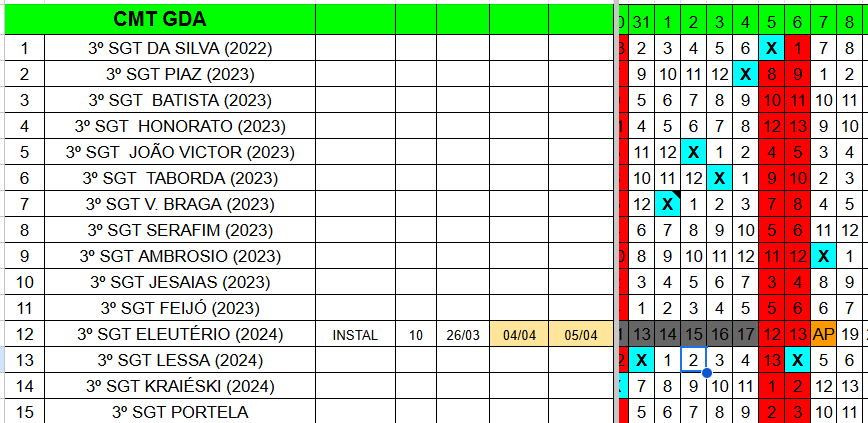 CMT GDA 31 1 2 3 4 5 6 7 8
1 3º SGT DA SILVA (2022) 2 3 4 5 6 X 1 7 8
2 3º SGT PIAZ (2023) 9 10 11 12 X 8 9 1 2
3 3º SGT BATISTA (2023) 5 6 7 8 9 10 11 10 11
4 3º SGT HONORATO (2023) 4 5 6 7 8 12 13 9 10
5 3º SGT JOÃO VICTOR (2023) 11 12 X 1 2 4 5 3 4
6 3º SGT TABORDA (2023) 10 11 12 X 1 9 10 2 3
7 3º SGT V. BRAGA (2023) 12 X 1 2 3 7 8 4 5
8 3º SGT SERAFIM (2023) 6 7 8 9 10 5 6 11 12
9 3º SGT AMBROSIO (2023) 8 9 10 11 12 11 12 X 1
10 3º SGT JESAIAS (2023) 3 4 5 6 7 3 4 8 9
11 3º SGT FEIJÓ (2023) 1 2 3 4 5 5 6 6 7
12 3º SGT ELEUTÉRIO (2024) INSTAL 10 26/03 04/04 05/04 13 14 15 16 17 12 13 AP 19
13 3º SGT LESSA (2024) X 1 2 3 4 13 X 5 6
14 3º SGT KRAIÉSKI (2024) 7 8 9 10 11 1 2 12 13
15 3º SGT PORTELA 5 6 7 8 9 2 3 10 11